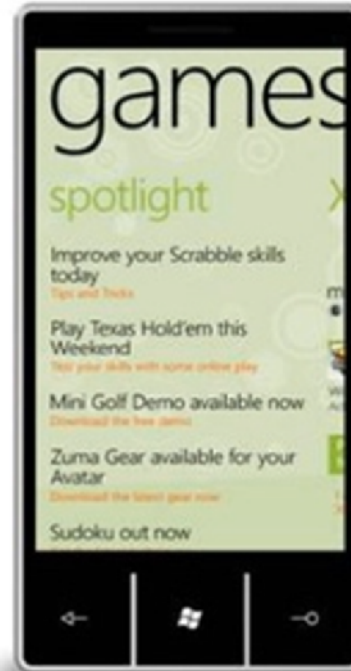 games
spotlight
X
Improve your Scrabble skills
today
Tips and Tricks
m
Play Texas Hold'em this
Weekend
Test your skills with some online play
Mini Golf Demo available now
Download the free demo
Zuma Gear available for your
Avatar
Download the latest gear now
Sudoku out now